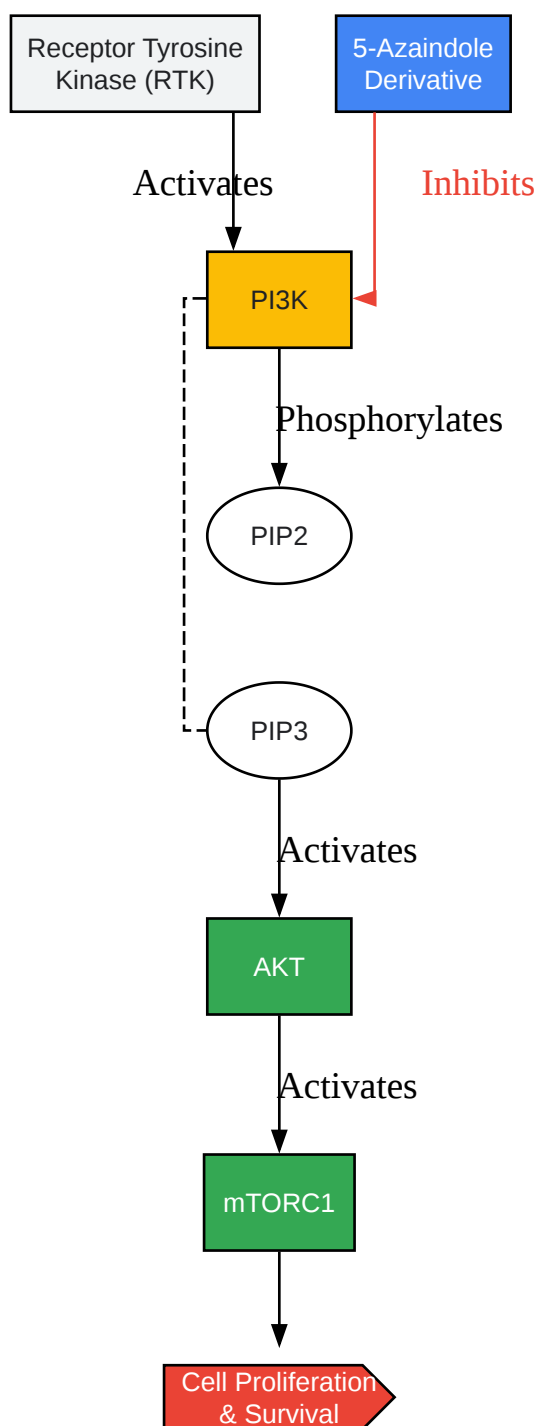 Receptor Tyrosine
Kinase (RTK)
5-Azaindole
Derivative
Activates
Inhibits
PI3K
Phosphorylates
PIP2
PIP3
Activates
AKT
Activates
mTORC1
Cell Proliferation
& Survival